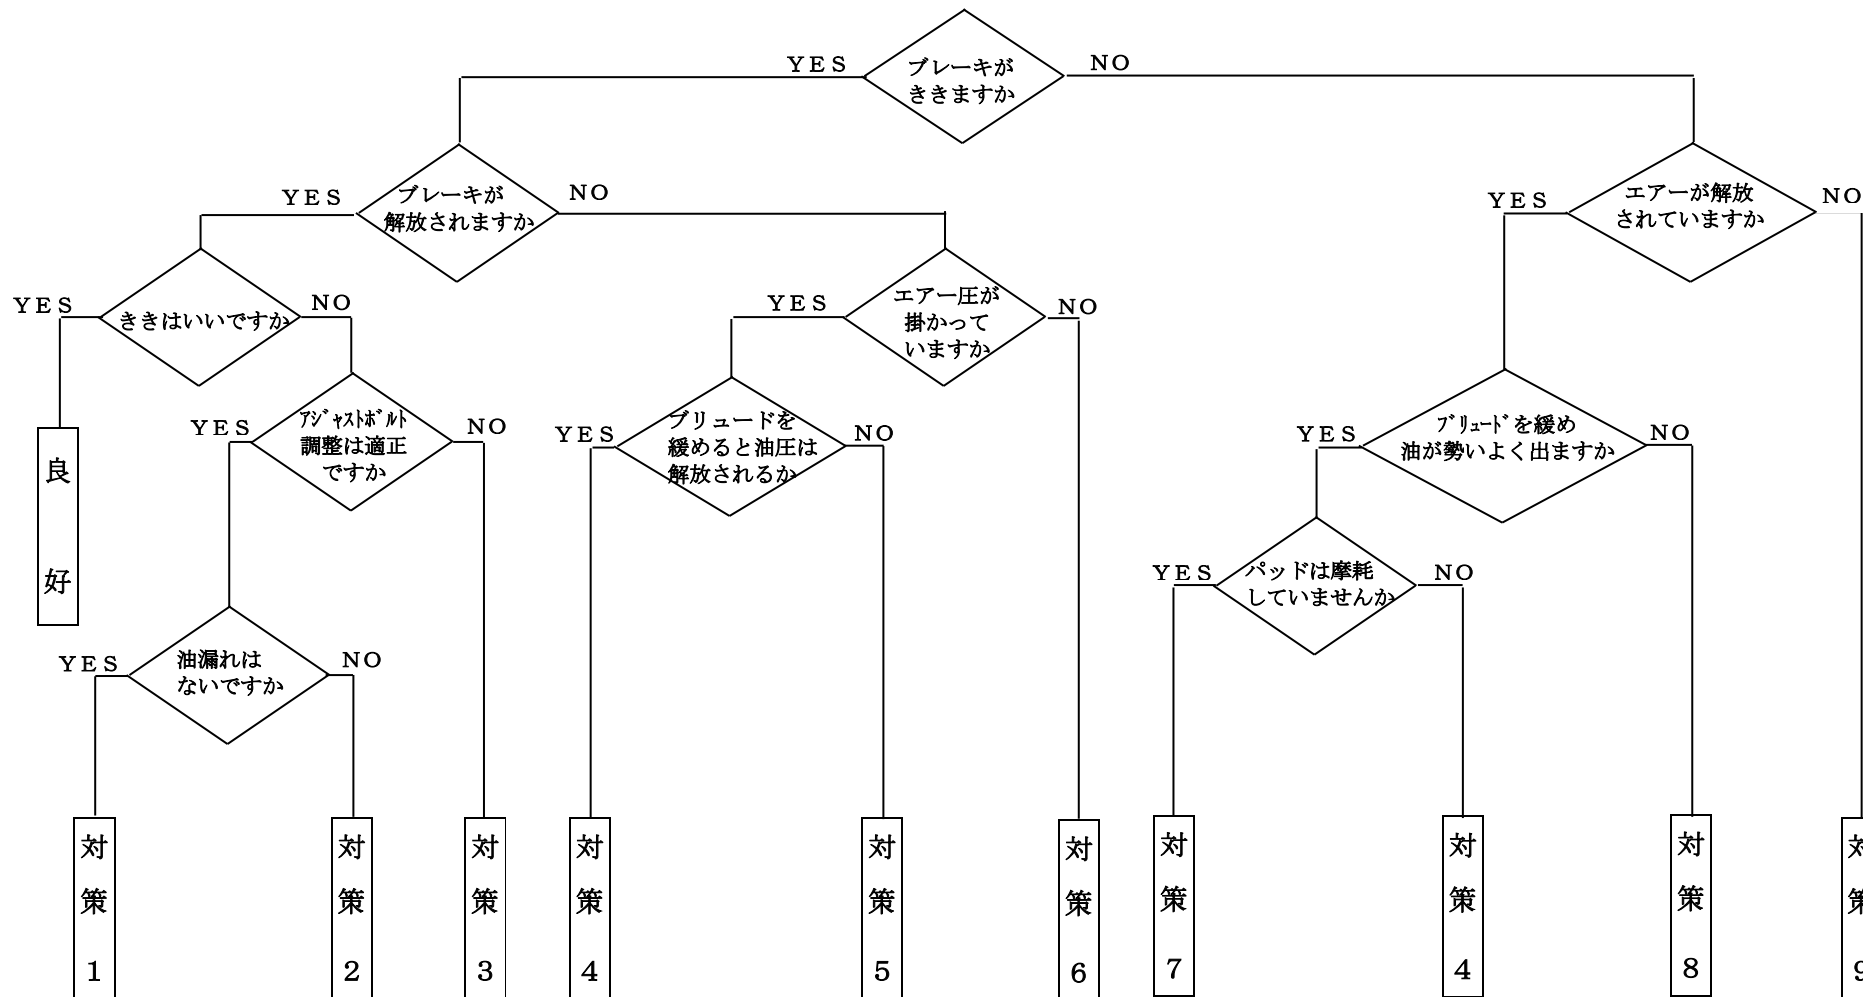 ブレーキが
ききますか
YES
NO
ブレーキが
解放されますか
YES
NO
エアーが解放
されていますか
YES
NO
ききはいいですか
YES
NO
エアー圧が
掛かって
いますか
YES
NO
良
好
アジャストボルト
調整は適正
ですか
YES
NO
ブリュードを
緩めると油圧は
解放されるか
YES
NO
ブリュードを緩め
油が勢いよく出ますか
YES
NO
パッドは摩耗
していませんか
YES
NO
油漏れは
ないですか
YES
NO
対
策
1
対
策
2
対
策
3
対
策
4
対
策
5
対
策
6
対
策
7
対
策
4
対
策
8
対
策
9